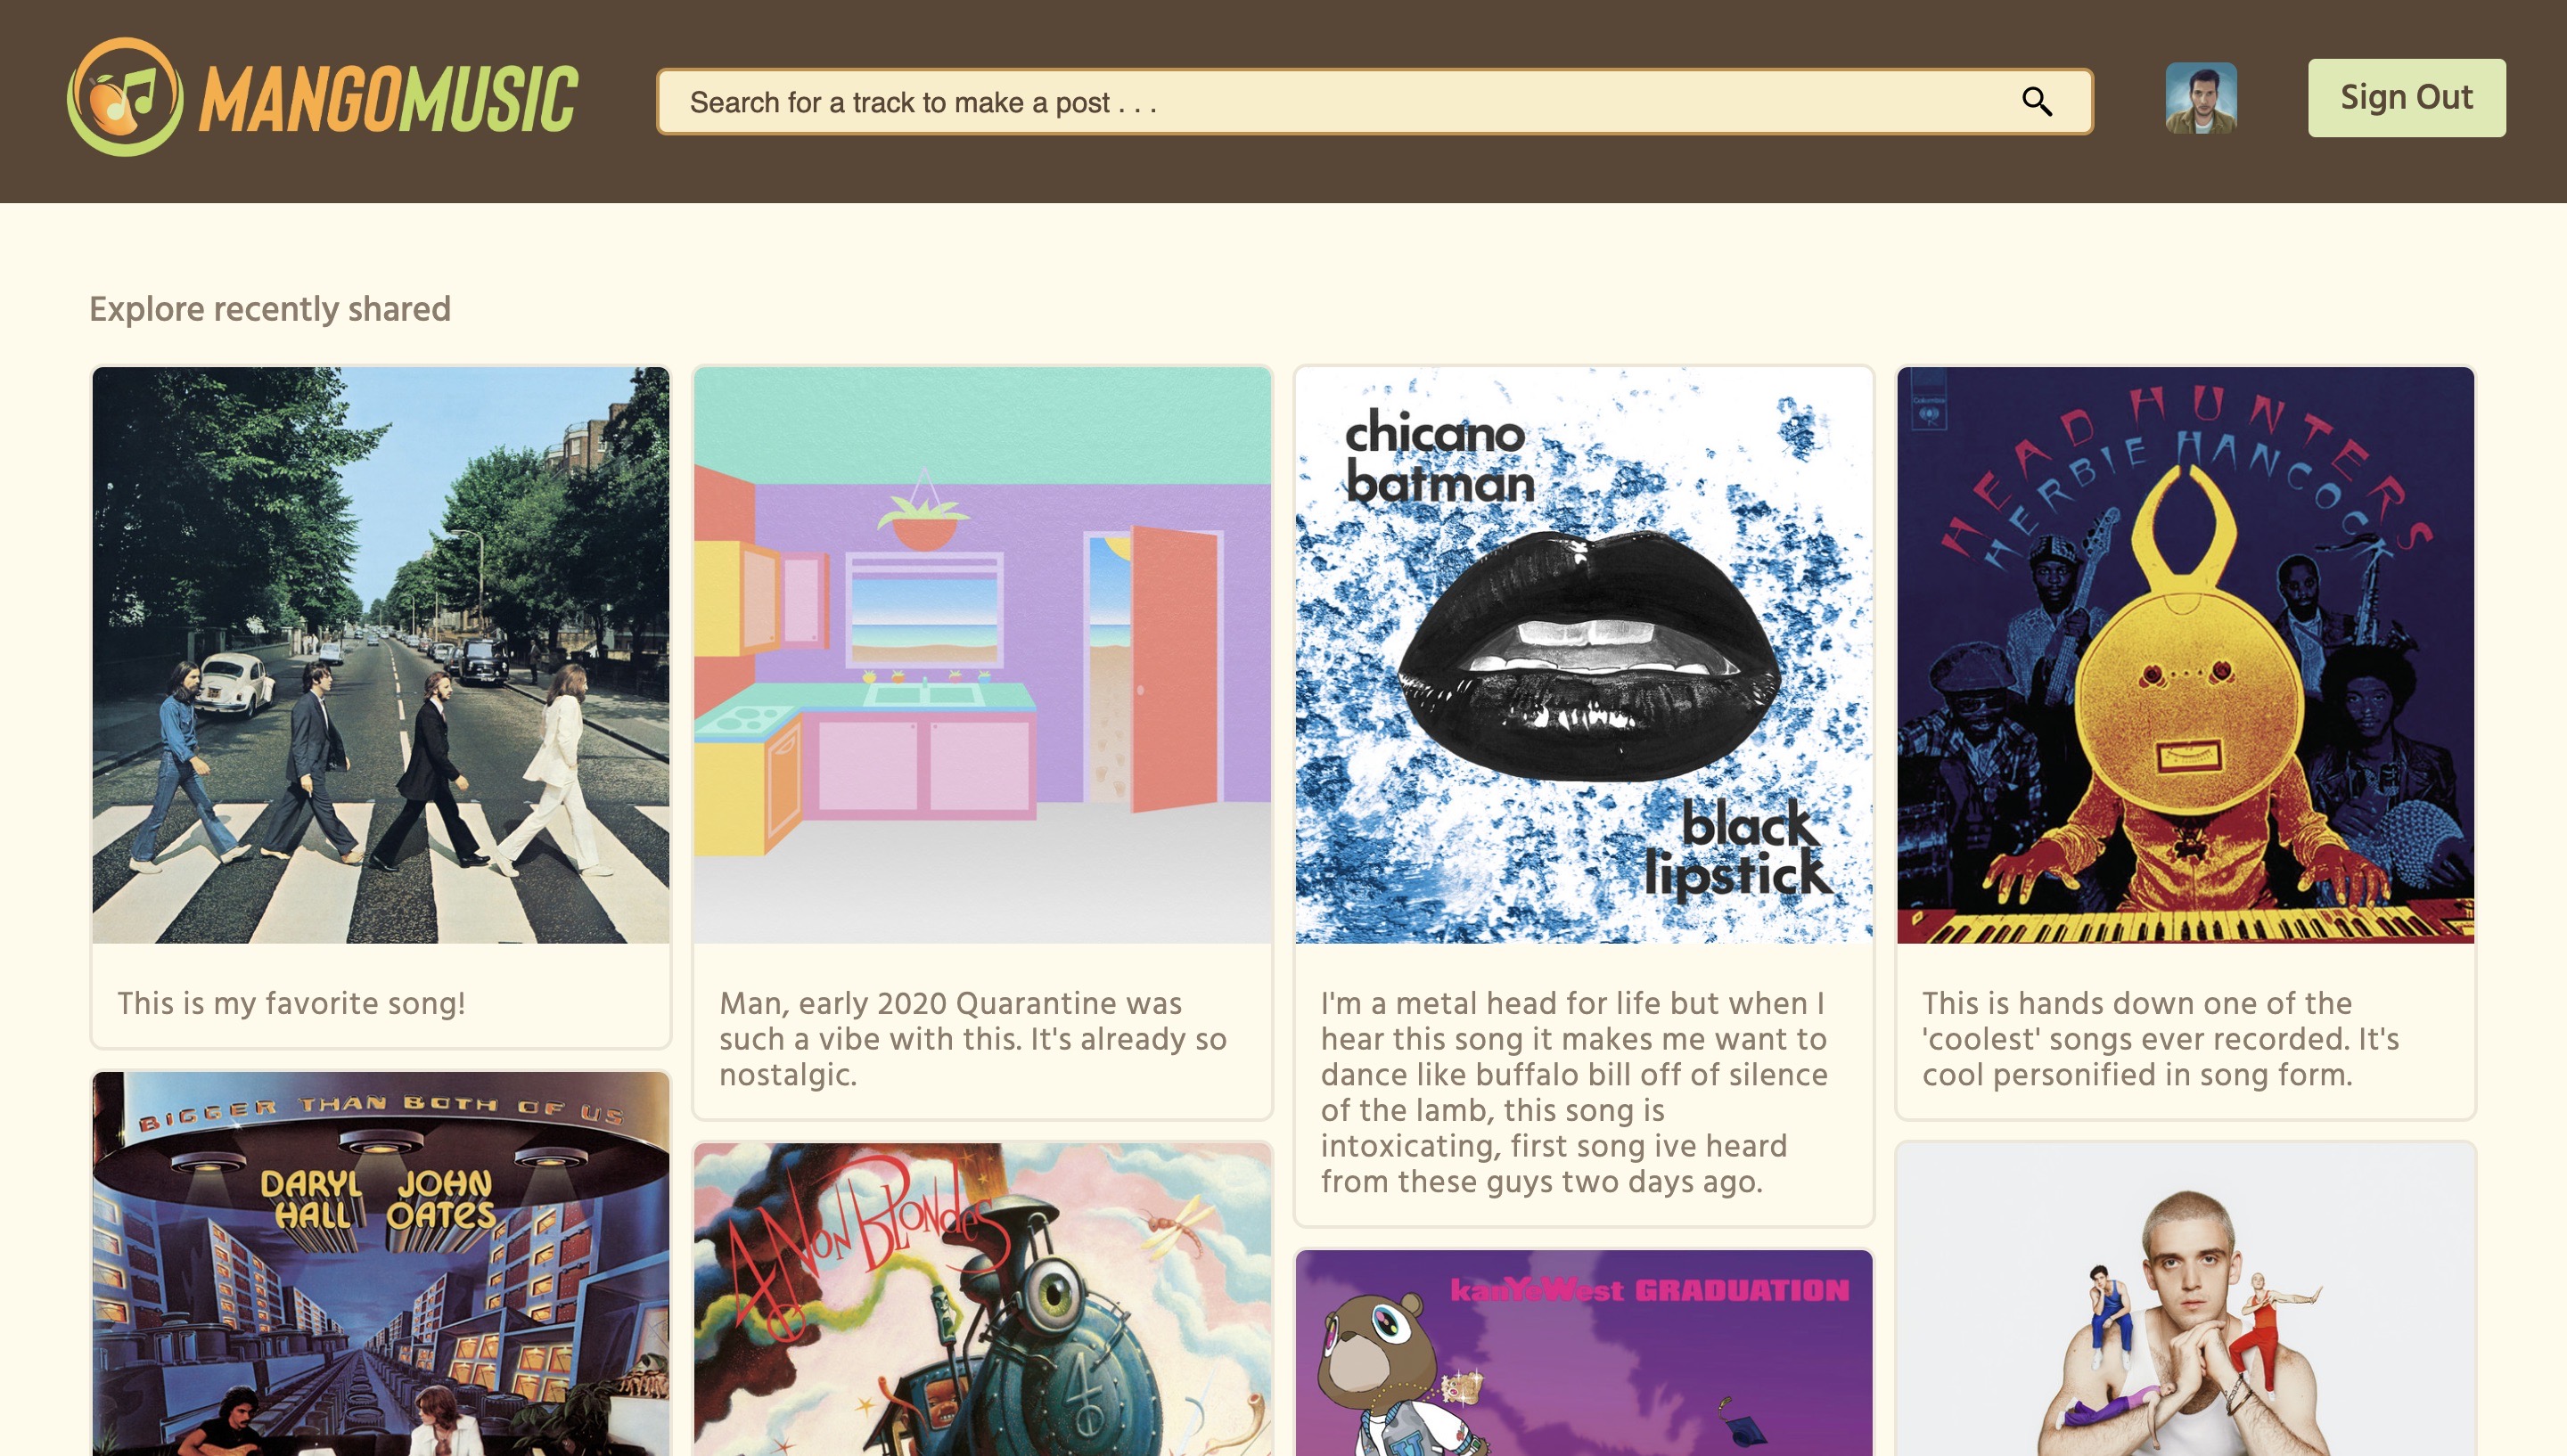 MANGOMUSIC
Search for a track to make a post . . .
Sign Out
Explore recently shared
This is my favorite song!
Man, early 2020 Quarantine was
such a vibe with this. It's already so
nostalgic.
chicano
batman
black
lipstick
I'm a metal head for life but when I
hear this song it makes me want to
dance like buffalo bill off of silence
of the lamb, this song is
intoxicating, first song ive heard
from these guys two days ago.
Columbia
HEAD HUNTERS
HERBIE HANCOCK
This is hands down one of the
'coolest' songs ever recorded. It's
cool personified in song form.
BIGGER THAN BOTH OF US
DARYL JOHN
HALL OATES
4 NON BLONDES
kanYeWest GRADUATION